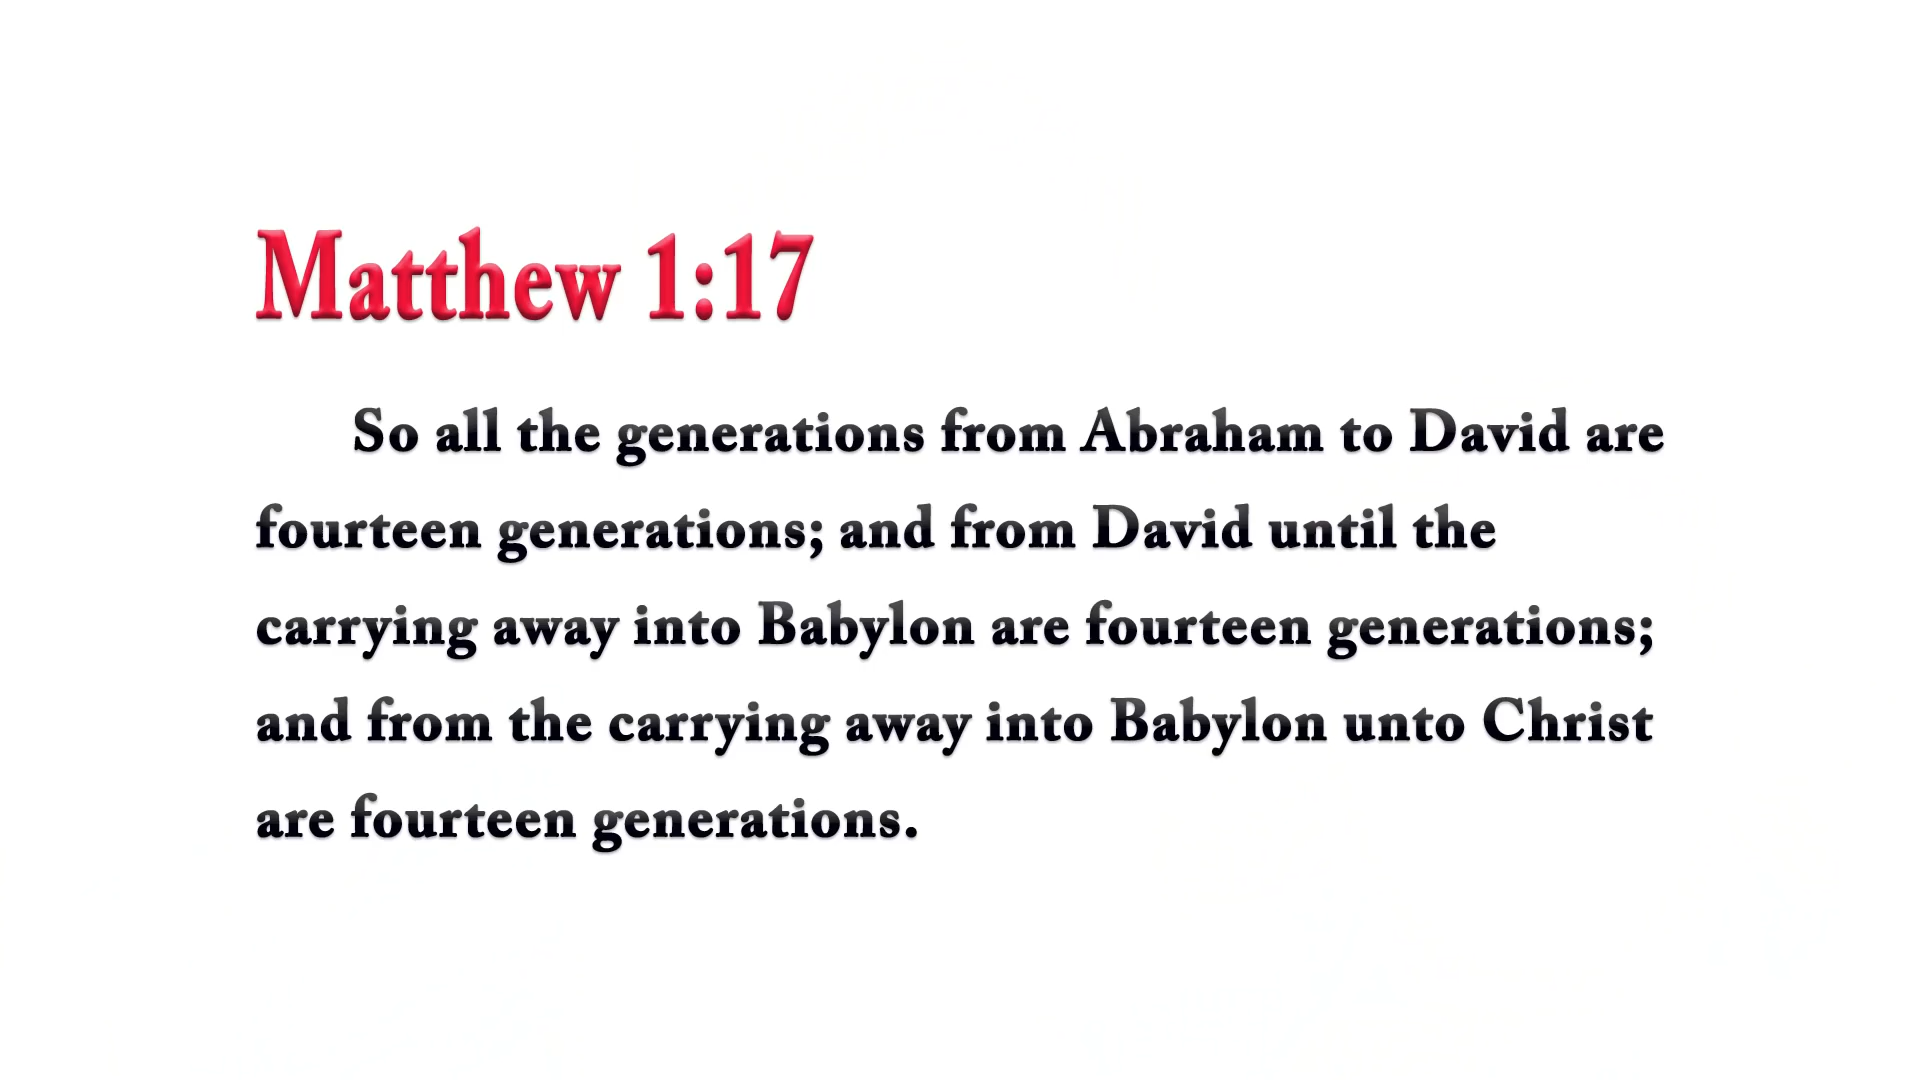 Matthew 1:17
So all the generations from Abraham to David are
fourteen generations; and from David until the
carrying away into Babylon are fourteen generations;
and from the carrying away into Babylon unto Christ
are fourteen generations.